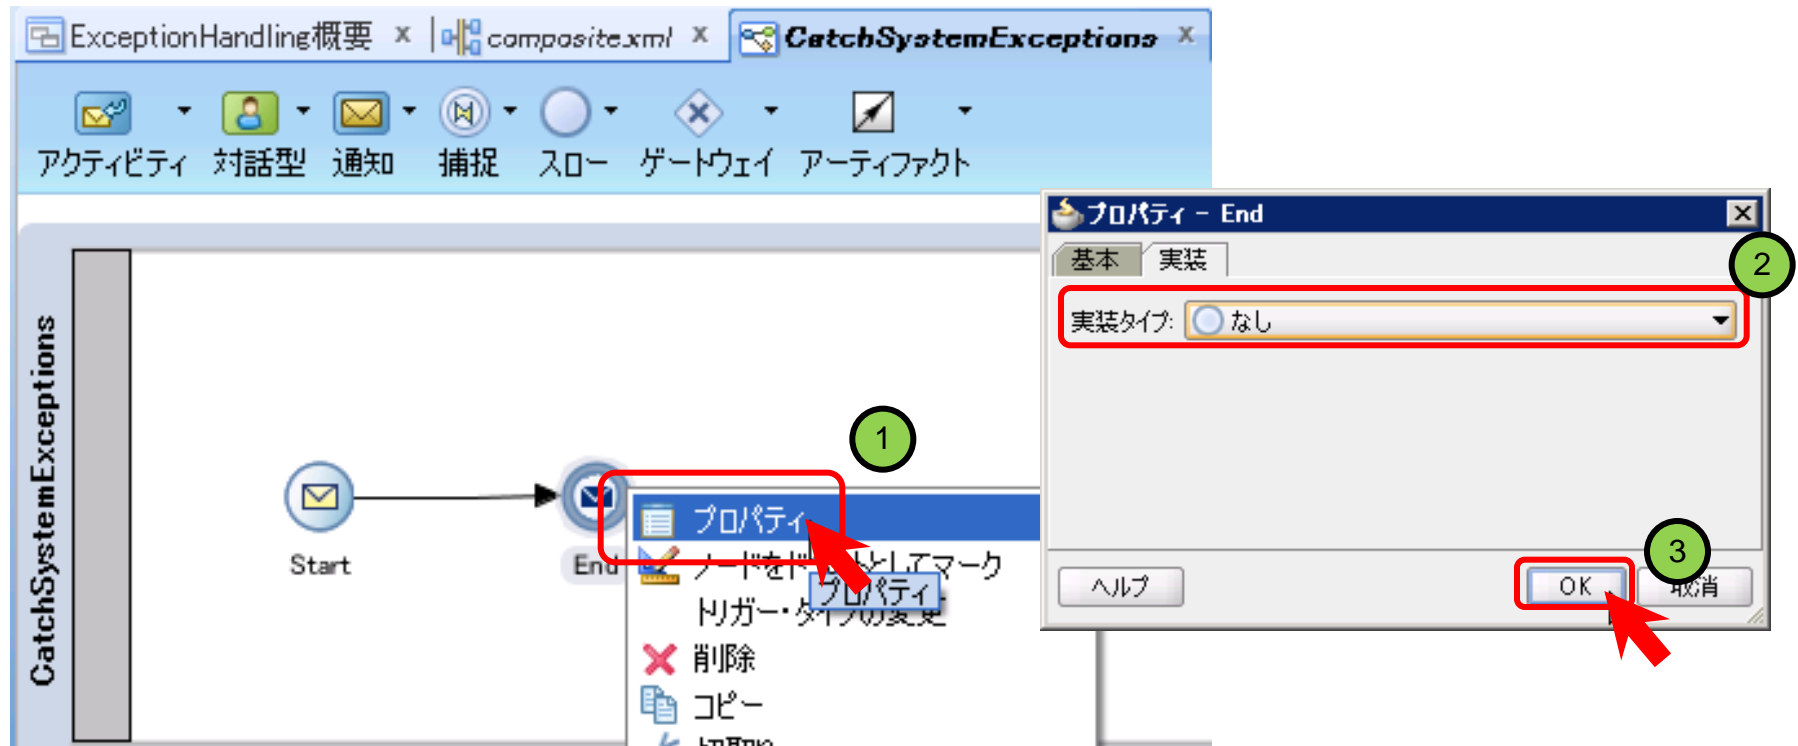 ExceptionHandling概要 x
composite.xml x
CatchSystemExceptions x
アクティビティ 対話型 通知 捕捉 スロー ゲートウェイ アーティファクト
CatchSystemExceptions
Start
End
1
プロパティ
ノードをド
としてマーク
プロパティ
トリガー・タイプの変更
削除
コピー
プロパティ - End
基本 実装
2
実装タイプ: なし
3
ヘルプ OK 取消